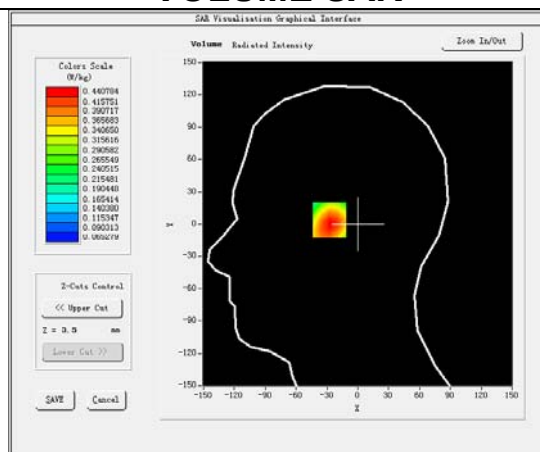 VOLUME SAR
SAR Visualisation Graphical Interface
Volume Radiated Intensity
Zoom In/Out
Colors Scale
(W/kg)
0.440784
0.415751
0.390717
0.365683
0.340650
0.315616
0.290582
0.265549
0.240515
0.215481
0.190448
0.165414
0.140380
0.115347
0.090313
0.065279
150
120
90
60
30
0
-30
-60
-90
-120
-150
Y
-150 -120 -90 -60 -30 0 30 60 90 120 150
X
Z-Cuts Control
<< Upper Cut
Z = 3.5 mm
Lower Cut >>
SAVE Cancel